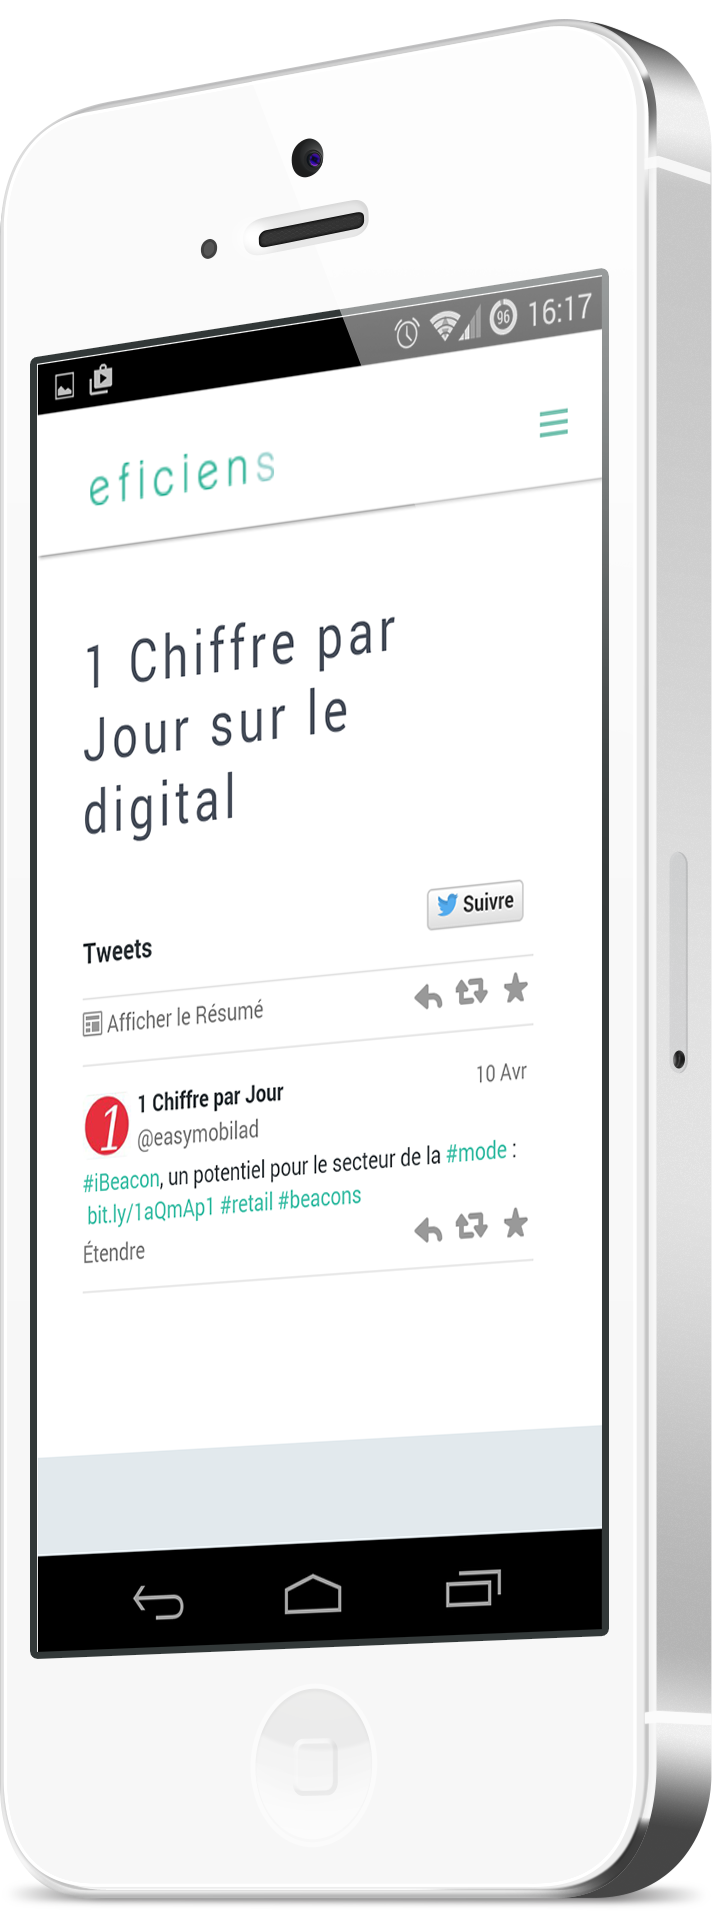 96 16:17
eficiens
1 Chiffre par
Jour sur le
digital
Suivre
Tweets
Afficher le Résumé
1 Chiffre par Jour
10 Avr
@easymobilad
#iBeacon, un potentiel pour le secteur de la #mode :
bit.ly/1aQmAp1 #retail #beacons
Étendre